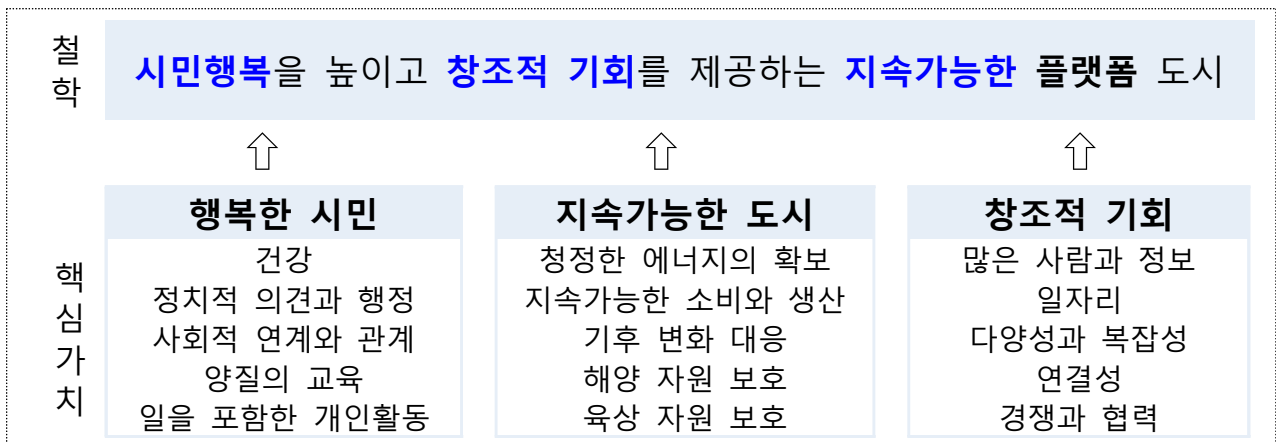 철학
시민행복을 높이고 창조적 기회를 제공하는 지속가능한 플랫폼 도시
핵심가치
행복한 시민
건강
정치적 의견과 행정
사회적 연계와 관계
양질의 교육
일을 포함한 개인활동
지속가능한 도시
청정한 에너지의 확보
지속가능한 소비와 생산
기후 변화 대응
해양 자원 보호
육상 자원 보호
창조적 기회
많은 사람과 정보
일자리
다양성과 복잡성
연결성
경쟁과 협력